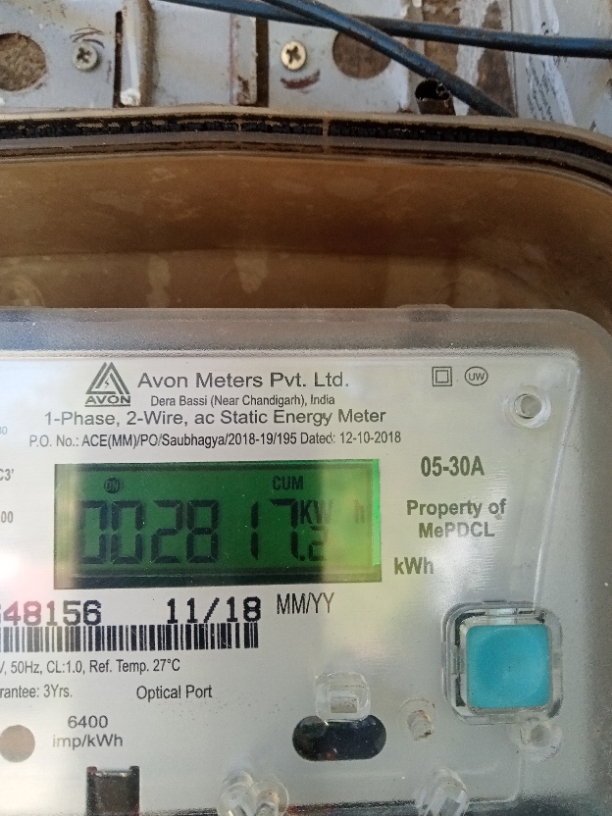 AVON
Avon Meters Pvt. Ltd.
Dera Bassi (Near Chandigarh), India
UW
1-Phase, 2-Wire, ac Static Energy Meter
P.O. No.: ACE(MM)/PO/Saubhagya/2018-19/195 Dated: 12-10-2018
C3'
05-30A
CUM
002817.2
KW h
Property of
MePDCL
kWh
48156 11/18 MM/YY
V, 50Hz, CL:1.0, Ref. Temp. 27°C
rantee: 3Yrs. Optical Port
6400
imp/kWh